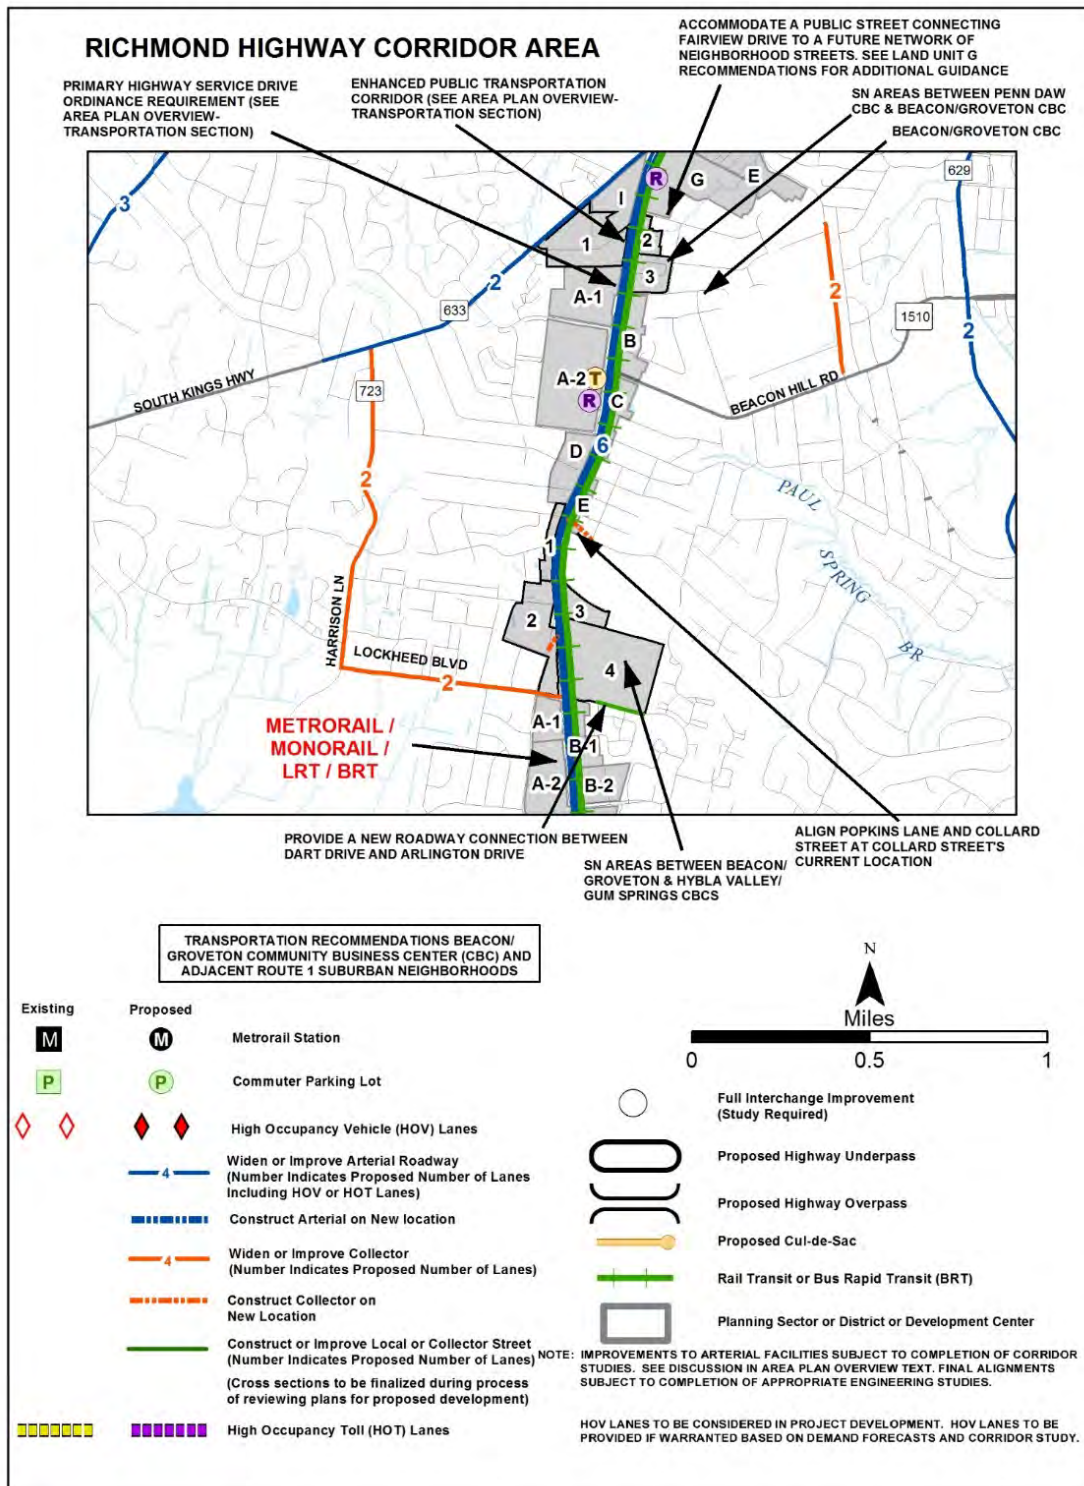 RICHMOND HIGHWAY CORRIDOR AREA
ACCOMMODATE A PUBLIC STREET CONNECTING
FAIRVIEW DRIVE TO A FUTURE NETWORK OF
NEIGHBORHOOD STREETS. SEE LAND UNIT G
RECOMMENDATIONS FOR ADDITIONAL GUIDANCE
PRIMARY HIGHWAY SERVICE DRIVE
ORDINANCE REQUIREMENT (SEE
AREA PLAN OVERVIEW-
TRANSPORTATION SECTION)
ENHANCED PUBLIC TRANSPORTATION
CORRIDOR (SEE AREA PLAN OVERVIEW-
TRANSPORTATION SECTION)
SN AREAS BETWEEN PENN DAW
CBC & BEACON/GROVETON CBC
BEACON/GROVETON CBC
R
G
E
629
3
I
2
1
2
3
2
A-1
633
2
1510
2
B
SOUTH KINGS HWY
723
A-2
T
R
C
BEACON HILL RD
6
D
2
PAUL
SPRING
BR
E
1
2
3
HARRISON LN
LOCKHEED BLVD
2
4
METRORAIL /
MONORAIL /
LRT / BRT
A-1
B-1
A-2
B-2
PROVIDE A NEW ROADWAY CONNECTION BETWEEN
DART DRIVE AND ARLINGTON DRIVE
SN AREAS BETWEEN BEACON/
GROVETON & HYBLA VALLEY/
GUM SPRINGS CBCS
ALIGN POPKINS LANE AND COLLARD
STREET AT COLLARD STREET'S
CURRENT LOCATION
TRANSPORTATION RECOMMENDATIONS BEACON/
GROVETON COMMUNITY BUSINESS CENTER (CBC) AND
ADJACENT ROUTE 1 SUBURBAN NEIGHBORHOODS
N
Miles
0 0.5 1
Existing Proposed
M M Metrorail Station
P P Commuter Parking Lot
High Occupancy Vehicle (HOV) Lanes
4 Widen or Improve Arterial Roadway
(Number Indicates Proposed Number of Lanes
Including HOV or HOT Lanes)
Construct Arterial on New location
4 Widen or Improve Collector
(Number Indicates Proposed Number of Lanes)
Construct Collector on
New Location
Construct or Improve Local or Collector Street
(Number Indicates Proposed Number of Lanes)
(Cross sections to be finalized during process
of reviewing plans for proposed development)
High Occupancy Toll (HOT) Lanes
Full Interchange Improvement
(Study Required)
Proposed Highway Underpass
Proposed Highway Overpass
Proposed Cul-de-Sac
Rail Transit or Bus Rapid Transit (BRT)
Planning Sector or District or Development Center
NOTE: IMPROVEMENTS TO ARTERIAL FACILITIES SUBJECT TO COMPLETION OF CORRIDOR
STUDIES. SEE DISCUSSION IN AREA PLAN OVERVIEW TEXT. FINAL ALIGNMENTS
SUBJECT TO COMPLETION OF APPROPRIATE ENGINEERING STUDIES.
HOV LANES TO BE CONSIDERED IN PROJECT DEVELOPMENT. HOV LANES TO BE
PROVIDED IF WARRANTED BASED ON DEMAND FORECASTS AND CORRIDOR STUDY.